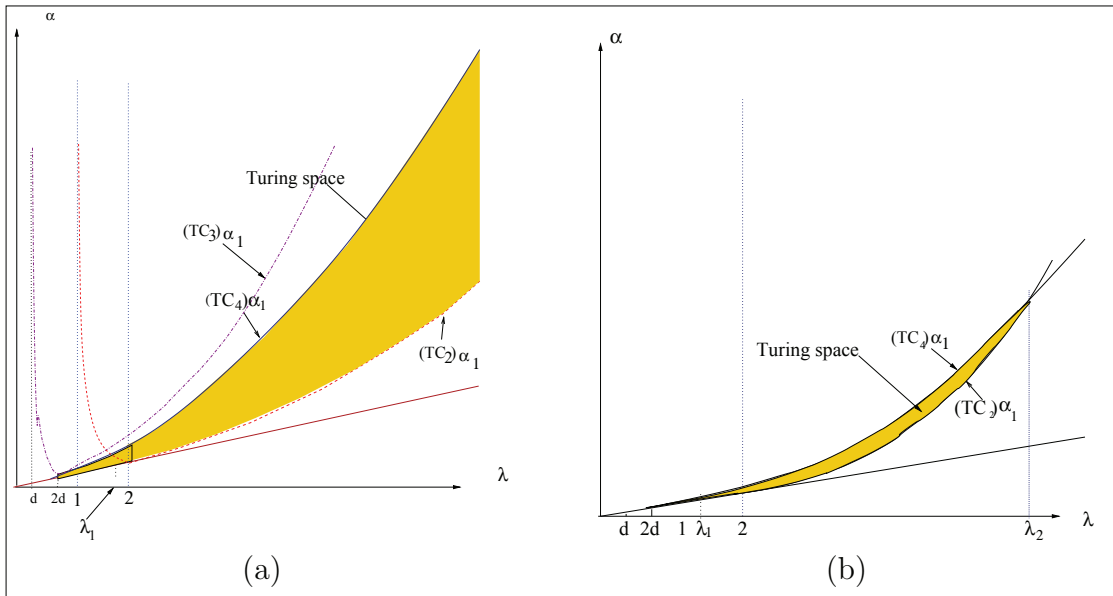 α
Turing space
(TC3)α1
(TC4)α1
(TC2)α1
λ
d 2d 1 2
λ1
(a)
α
(TC4)α1
Turing space
(TC2)α1
d 2d 1 λ1 2 λ2
λ
(b)